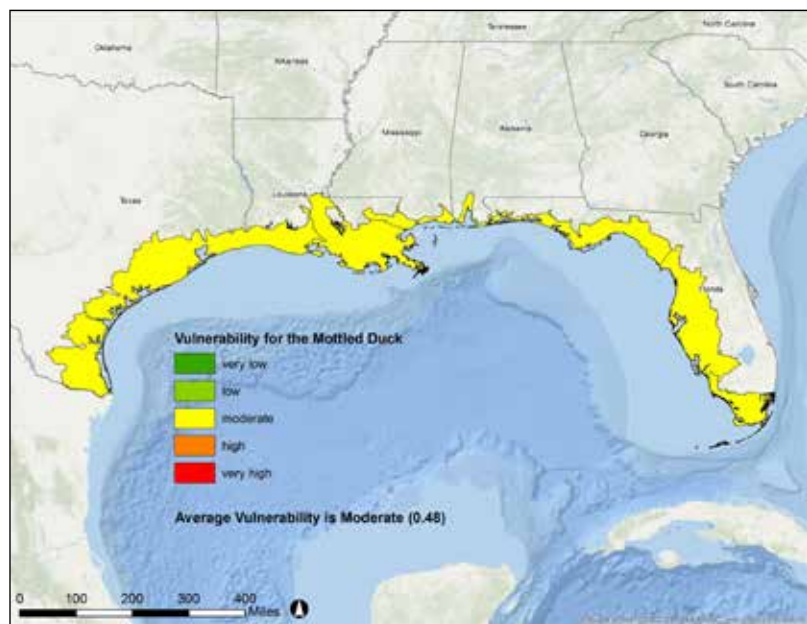 Tennessee
North Carolina
Oklahoma
Arkansas
South Carolina
Mississippi
Alabama
Georgia
Texas
Louisiana
Florida
Vulnerability for the Mottled Duck
very low
low
moderate
high
very high
Average Vulnerability is Moderate (0.48)
0 100 200 300 400
Miles